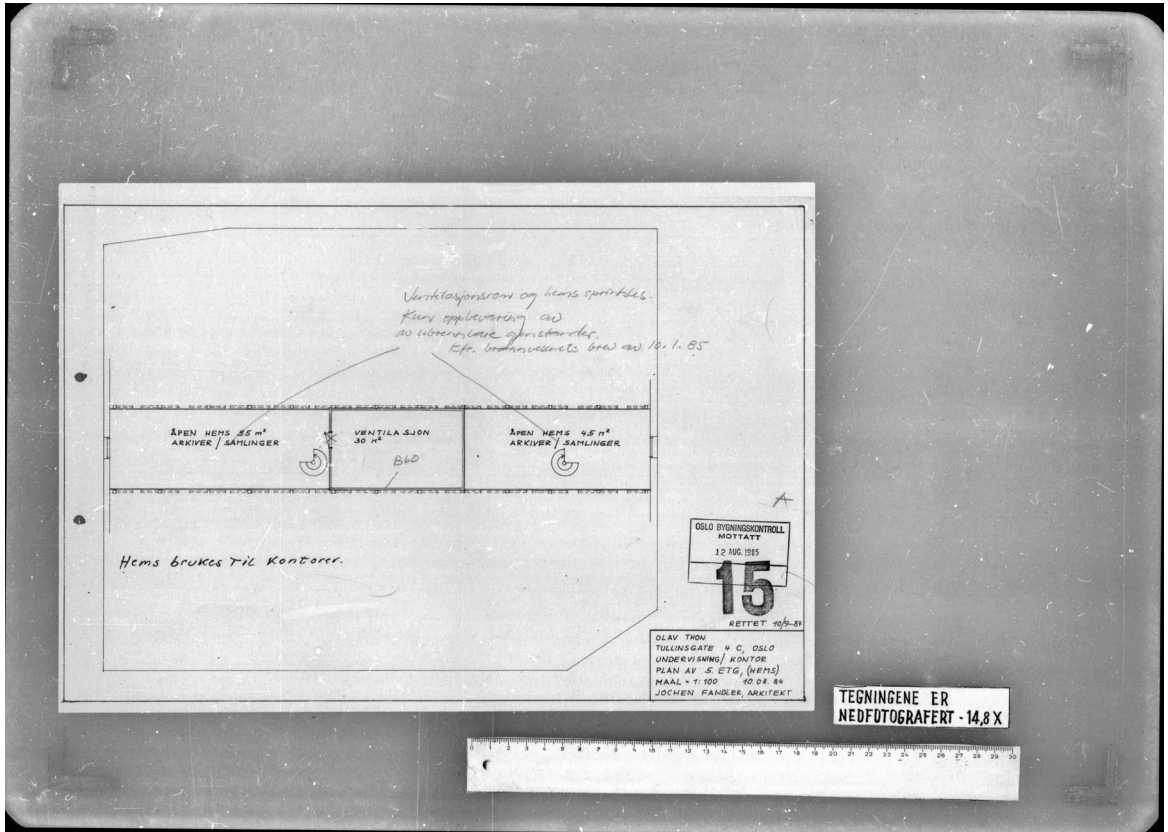 Ventilasjonsrom og hems sprinkles.
Kun oppbevaring av
av ubrennbare gjenstander.
Kfr. brannvesenets brev av 10.1.85
ÅPEN HEMS 55 m²
ARKIVER / SAMLINGER
VENTILASJON
30 m²
B60
ÅPEN HEMS 45 m²
ARKIVER / SAMLINGER
A
Hems brukes til kontorer.
OSLO BYGNINGSKONTROLL
MOTTATT
12 AUG. 1985
15
RETTET 10/9-84
OLAV THON
TULLINSGATE 4 C, OSLO
UNDERVISNING/ KONTOR
PLAN AV 5. ETG, (HEMS)
MAAL = 1:100 10.08.84
JOCHEN FANDLER, ARKITEKT
TEGNINGENE ER
NEDFOTOGRAFERT - 14,8 X
0 1 2 3 4 5 6 7 8 9 10 11 12 13 14 15 16 17 18 19 20 21 22 23 24 25 26 27 28 29 30